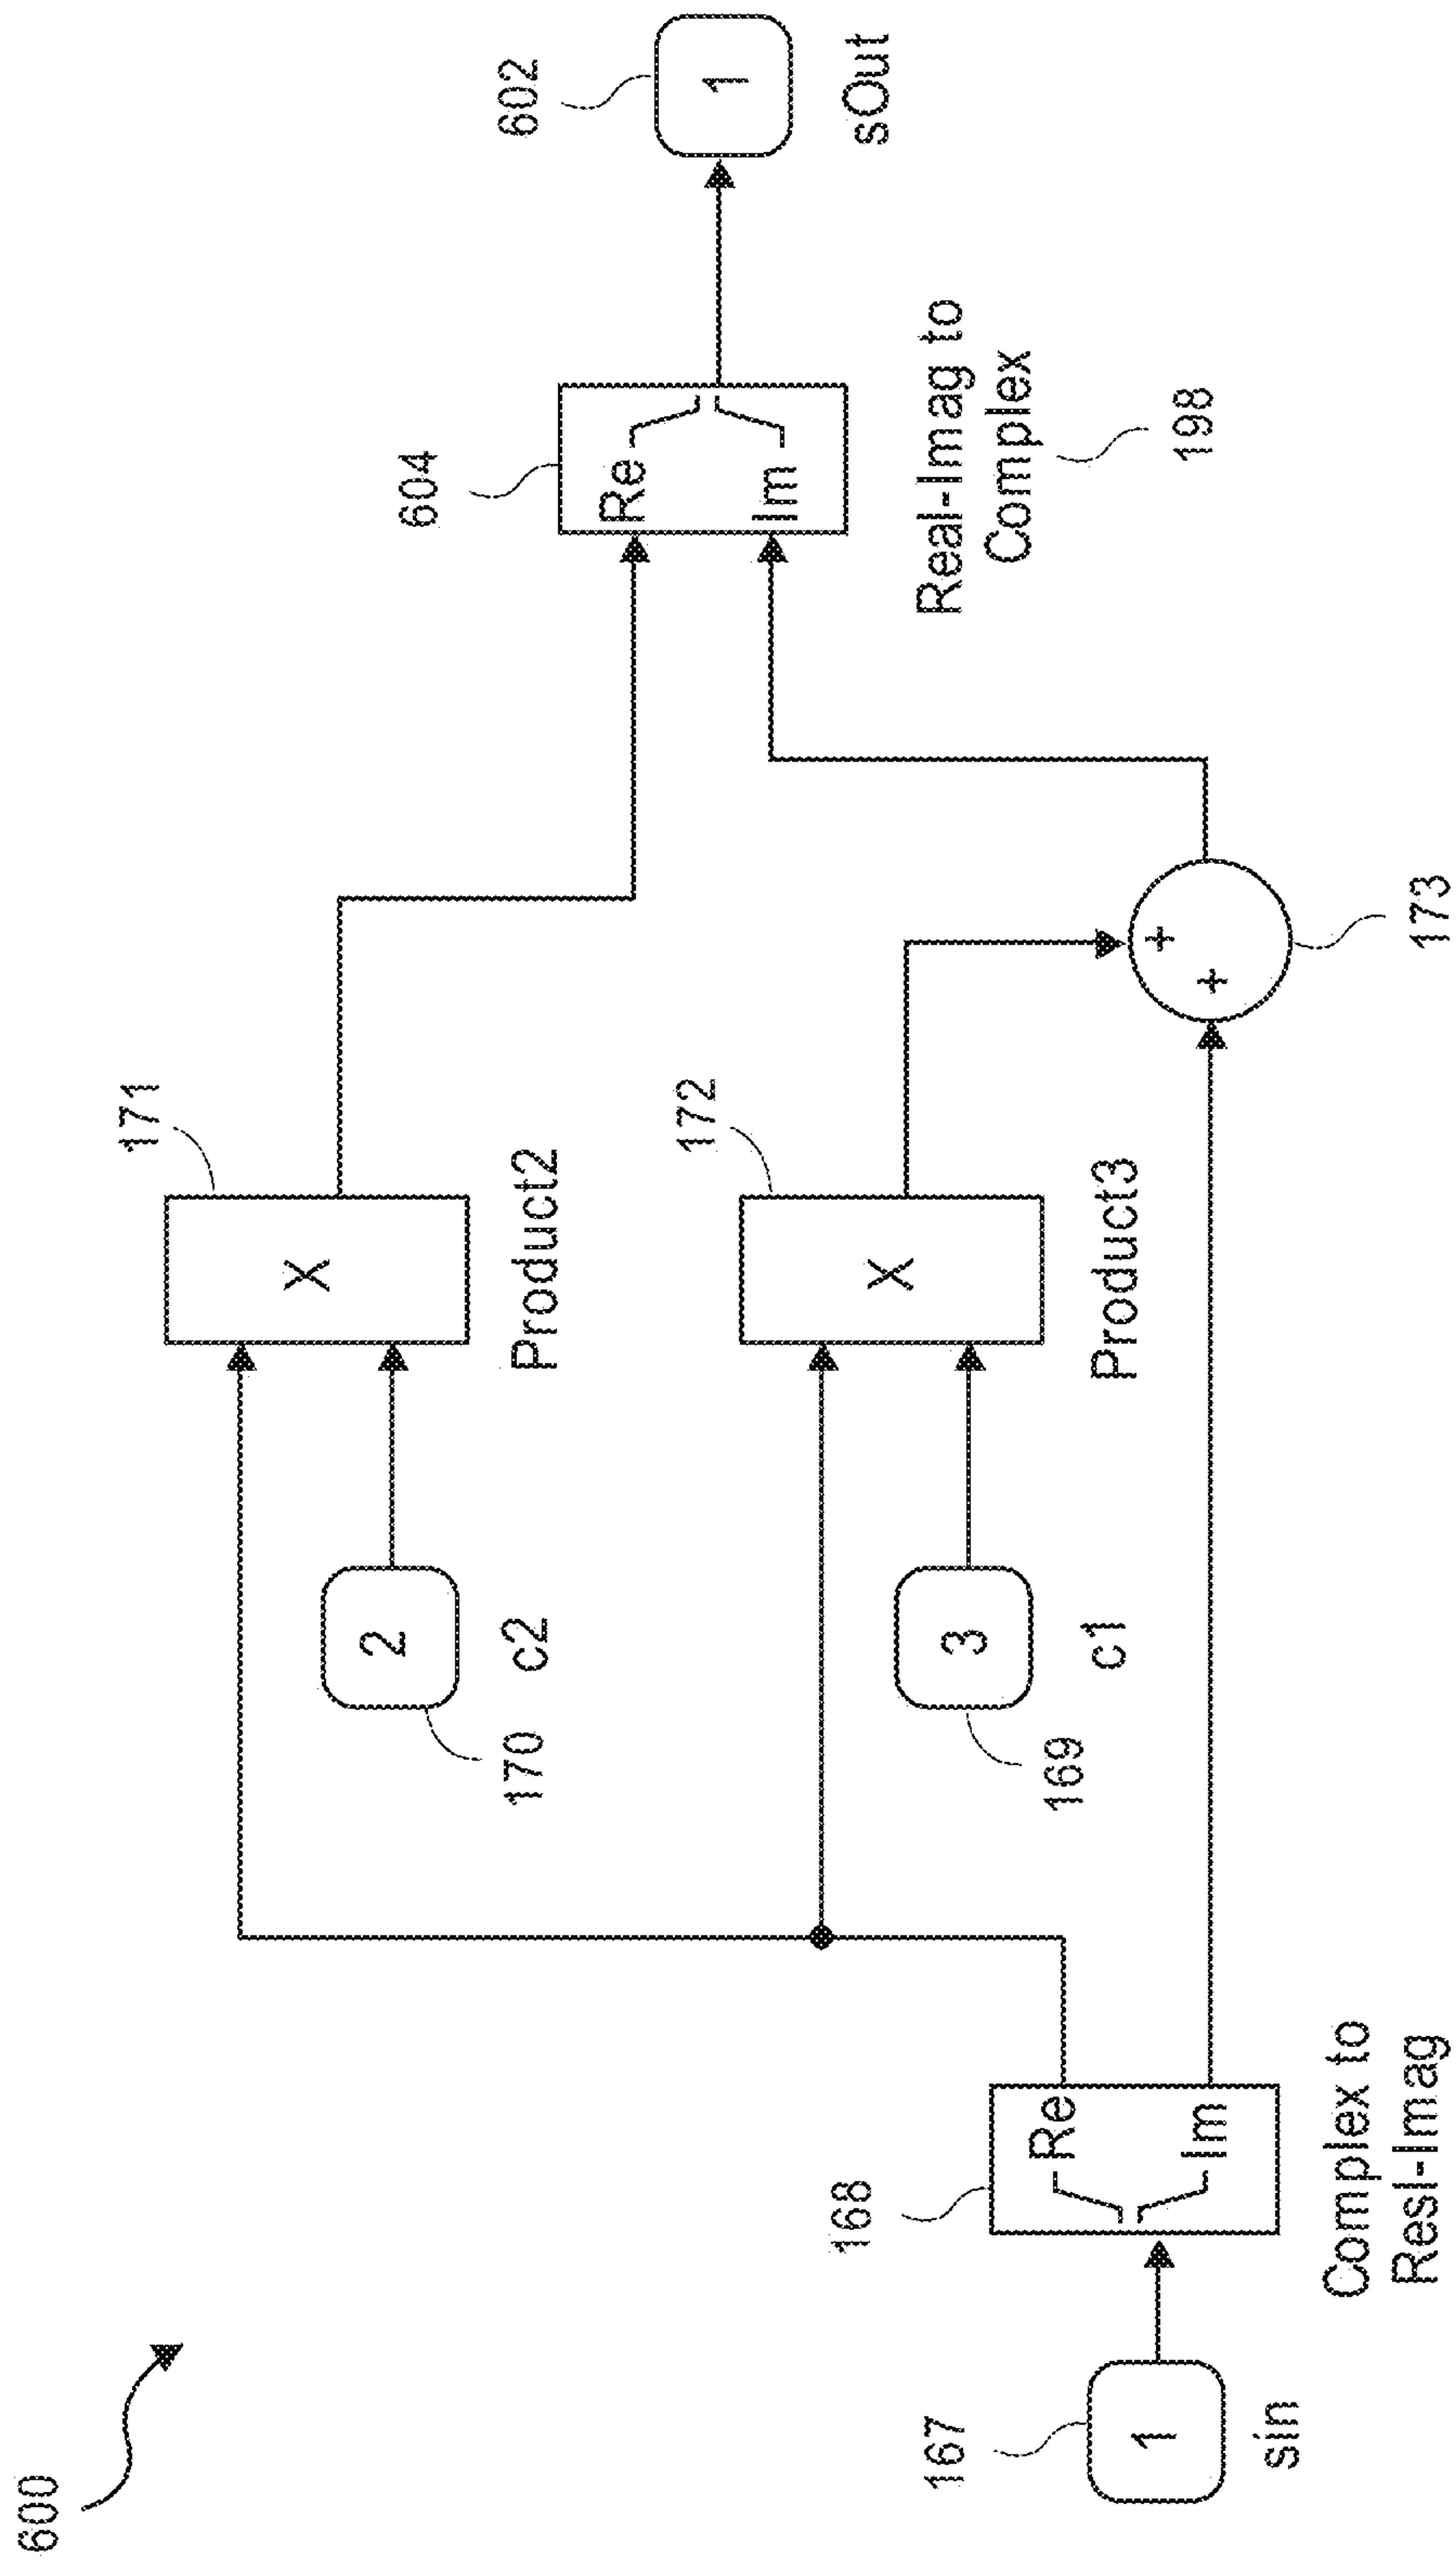 600
171
X
Product2
2
c2
170
172
X
Product3
3
c1
169
167
1
sin
168
Re
Im
Complex to
Resl-Imag
+
+
173
604
Re
Im
Real-Imag to
Complex
198
602
1
sOut